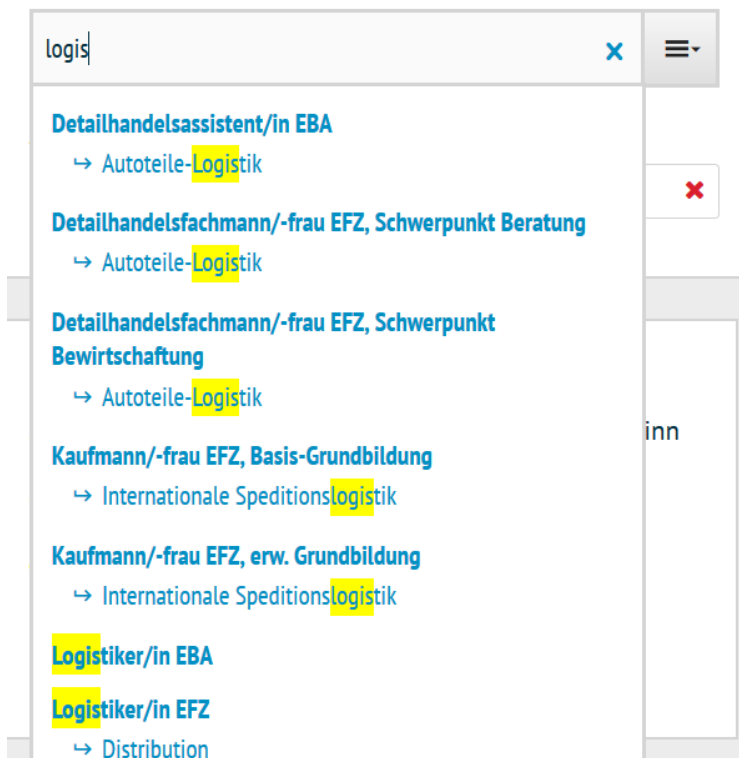 logis
Detailhandelsassistent/in EBA
↪ Autoteile-Logistik
Detailhandelsfachmann/-frau EFZ, Schwerpunkt Beratung
↪ Autoteile-Logistik
Detailhandelsfachmann/-frau EFZ, Schwerpunkt
Bewirtschaftung
↪ Autoteile-Logistik
inn
Kaufmann/-frau EFZ, Basis-Grundbildung
↪ Internationale Speditionslogistik
Kaufmann/-frau EFZ, erw. Grundbildung
↪ Internationale Speditionslogistik
Logistiker/in EBA
Logistiker/in EFZ
↪ Distribution